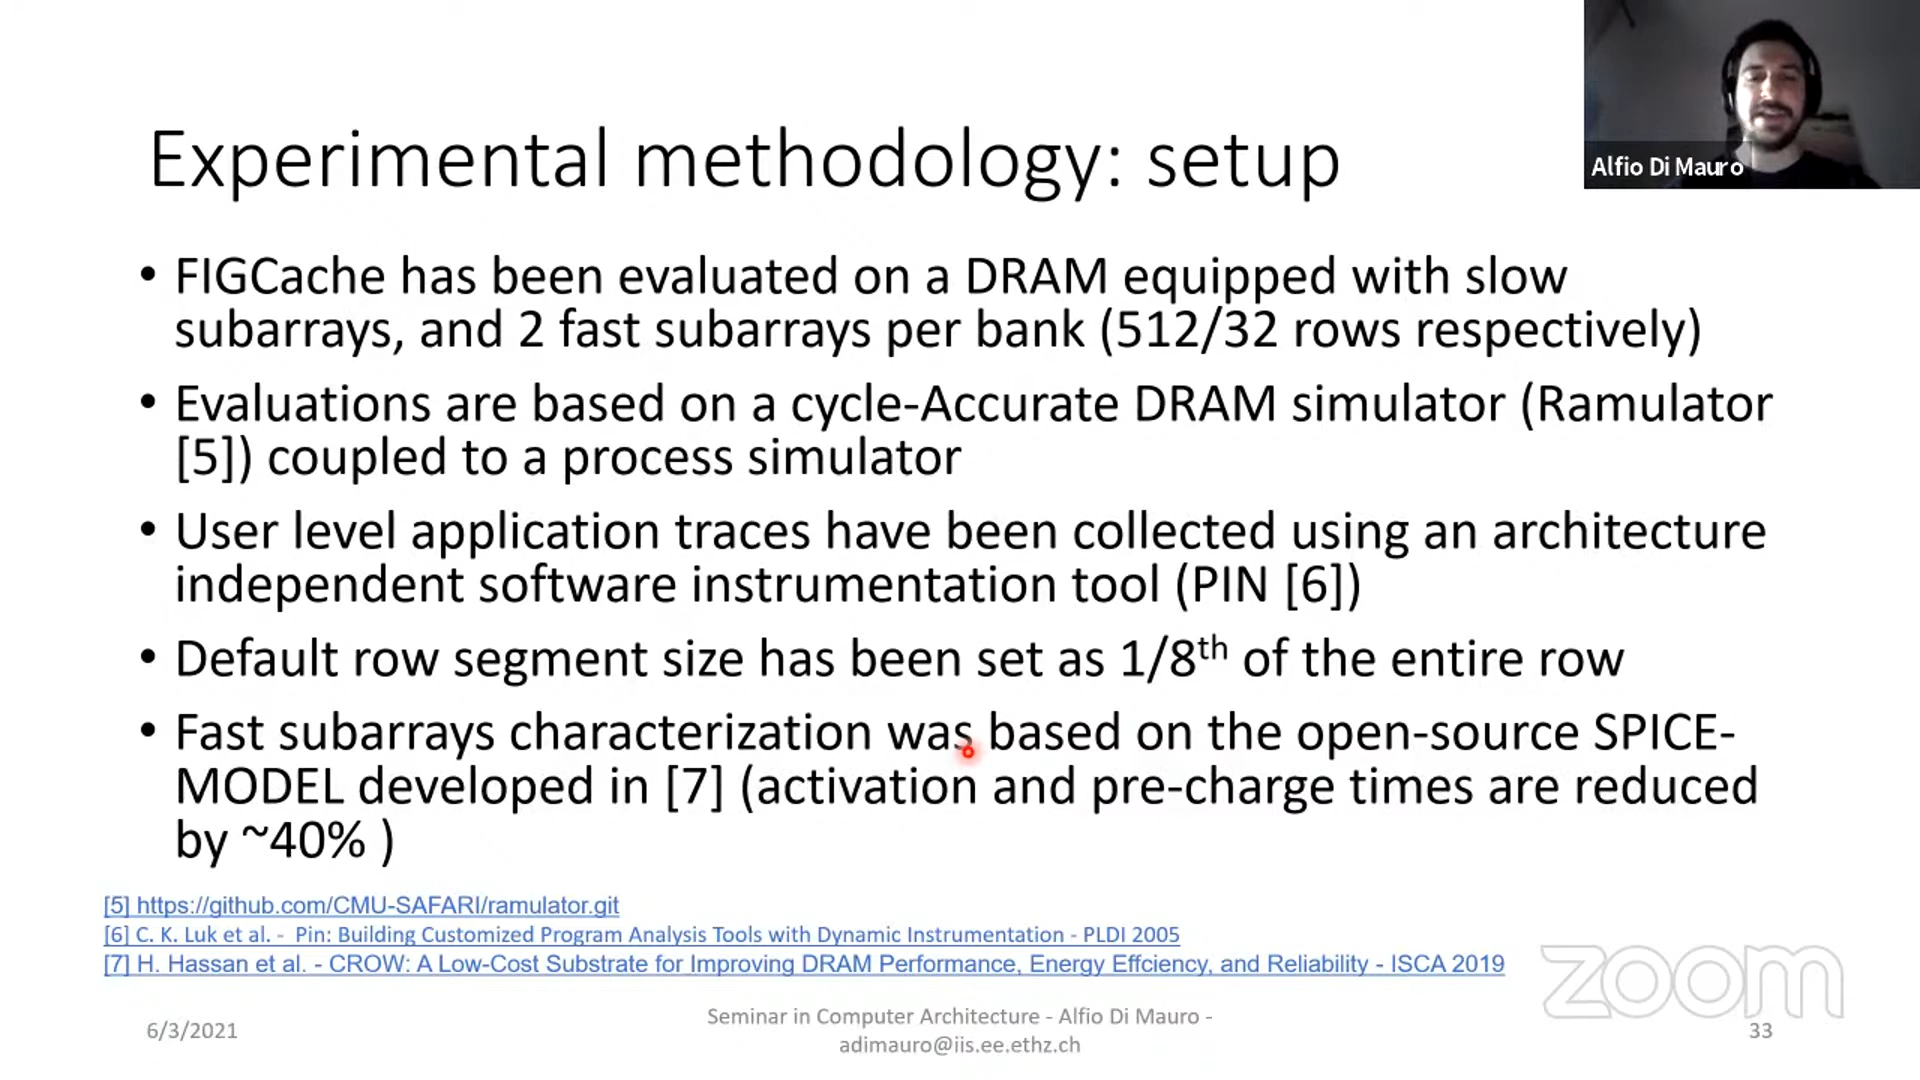 Alfio Di Mauro
Experimental methodology: setup
• FIGCache has been evaluated on a DRAM equipped with slow
subarrays, and 2 fast subarrays per bank (512/32 rows respectively)
• Evaluations are based on a cycle-Accurate DRAM simulator (Ramulator
[5]) coupled to a process simulator
• User level application traces have been collected using an architecture
independent software instrumentation tool (PIN [6])
• Default row segment size has been set as 1/8th of the entire row
• Fast subarrays characterization was based on the open-source SPICE-
MODEL developed in [7] (activation and pre-charge times are reduced
by ~40% )
[5] https://github.com/CMU-SAFARI/ramulator.git
[6] C. K. Luk et al. - Pin: Building Customized Program Analysis Tools with Dynamic Instrumentation - PLDI 2005
[7] H. Hassan et al. - CROW: A Low-Cost Substrate for Improving DRAM Performance, Energy Effciency, and Reliability - ISCA 2019
zoom
6/3/2021
Seminar in Computer Architecture - Alfio Di Mauro -
adimauro@iis.ee.ethz.ch
33